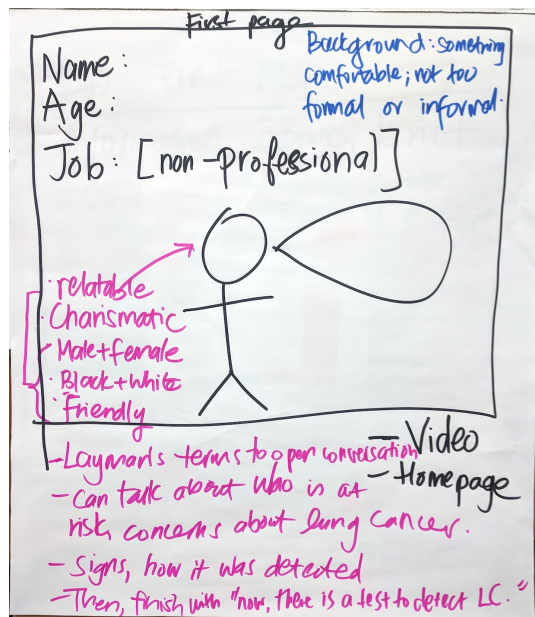 First page
Name:
Age:
Job: [non-professional]
Background: something
comfortable; not too
formal or informal.
· relatable
· Charismatic
· Male+female
· Black+white
· Friendly
- Video
- Homepage
- Layman's terms to open conversation
- can talk about who is at
risk concerns about lung cancer.
- Signs, how it was detected
- Then, finish with "now, there is a test to detect LC."